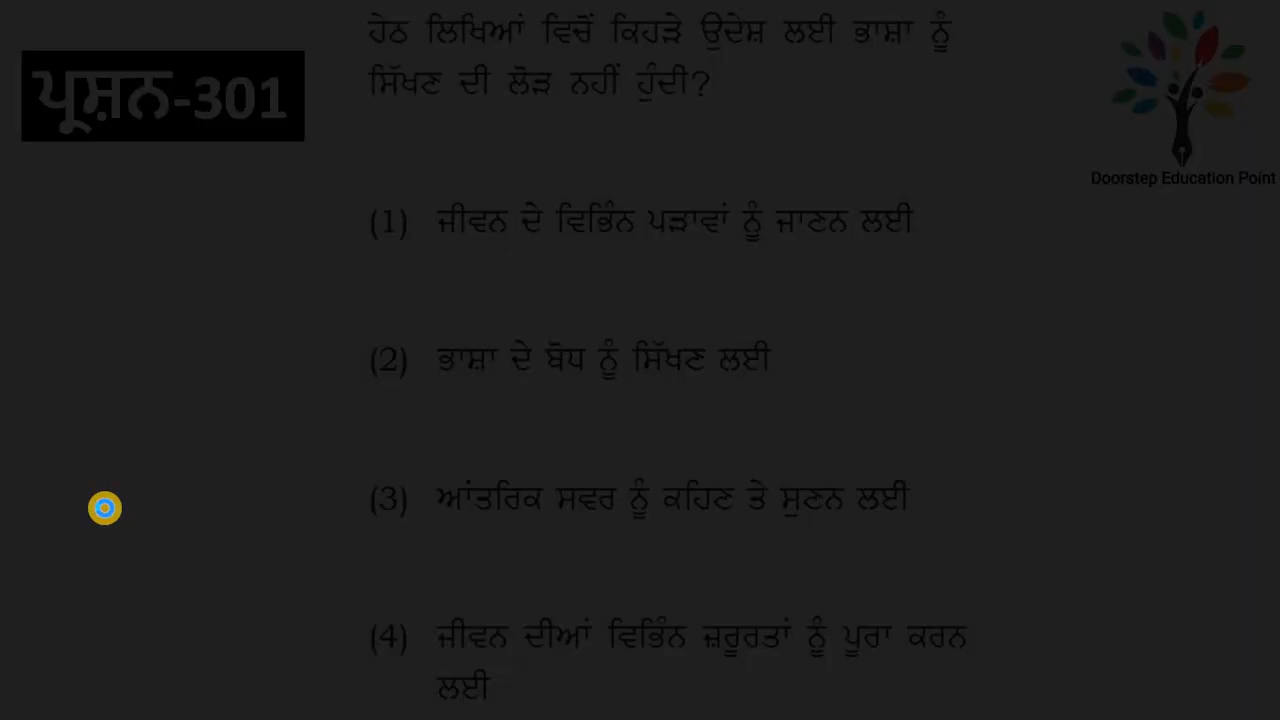 ਹੇਠ ਲਿਖਿਆਂ ਵਿਚੋਂ ਕਿਹੜੇ ਉਦੇਸ਼ ਲਈ ਭਾਸ਼ਾ ਨੂੰ
ਸਿੱਖਣ ਦੀ ਲੋੜ ਨਹੀਂ ਹੁੰਦੀ?
ਪ੍ਰਸ਼ਨ-301
Doorstep Education Point
(1) ਜੀਵਨ ਦੇ ਵਿਭਿੰਨ ਪੜਾਵਾਂ ਨੂੰ ਜਾਣਨ ਲਈ
(2) ਭਾਸ਼ਾ ਦੇ ਬੋਧ ਨੂੰ ਸਿੱਖਣ ਲਈ
(3) ਆਂਤਰਿਕ ਸਵਰ ਨੂੰ ਕਹਿਣ ਤੇ ਸੁਣਨ ਲਈ
(4) ਜੀਵਨ ਦੀਆਂ ਵਿਭਿੰਨ ਜ਼ਰੂਰਤਾਂ ਨੂੰ ਪੂਰਾ ਕਰਨ
ਲਈ